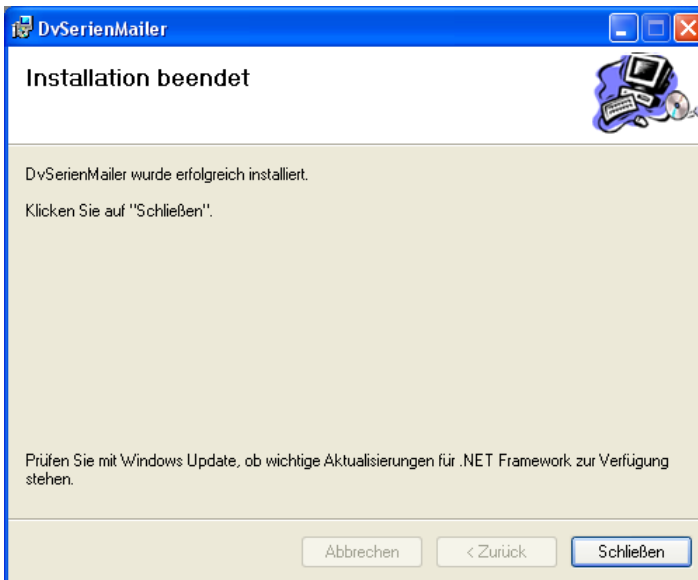 DvSerienMailer
Installation beendet
DvSerienMailer wurde erfolgreich installiert.
Klicken Sie auf "Schließen".
Prüfen Sie mit Windows Update, ob wichtige Aktualisierungen für .NET Framework zur Verfügung
stehen.
Abbrechen < Zurück Schließen